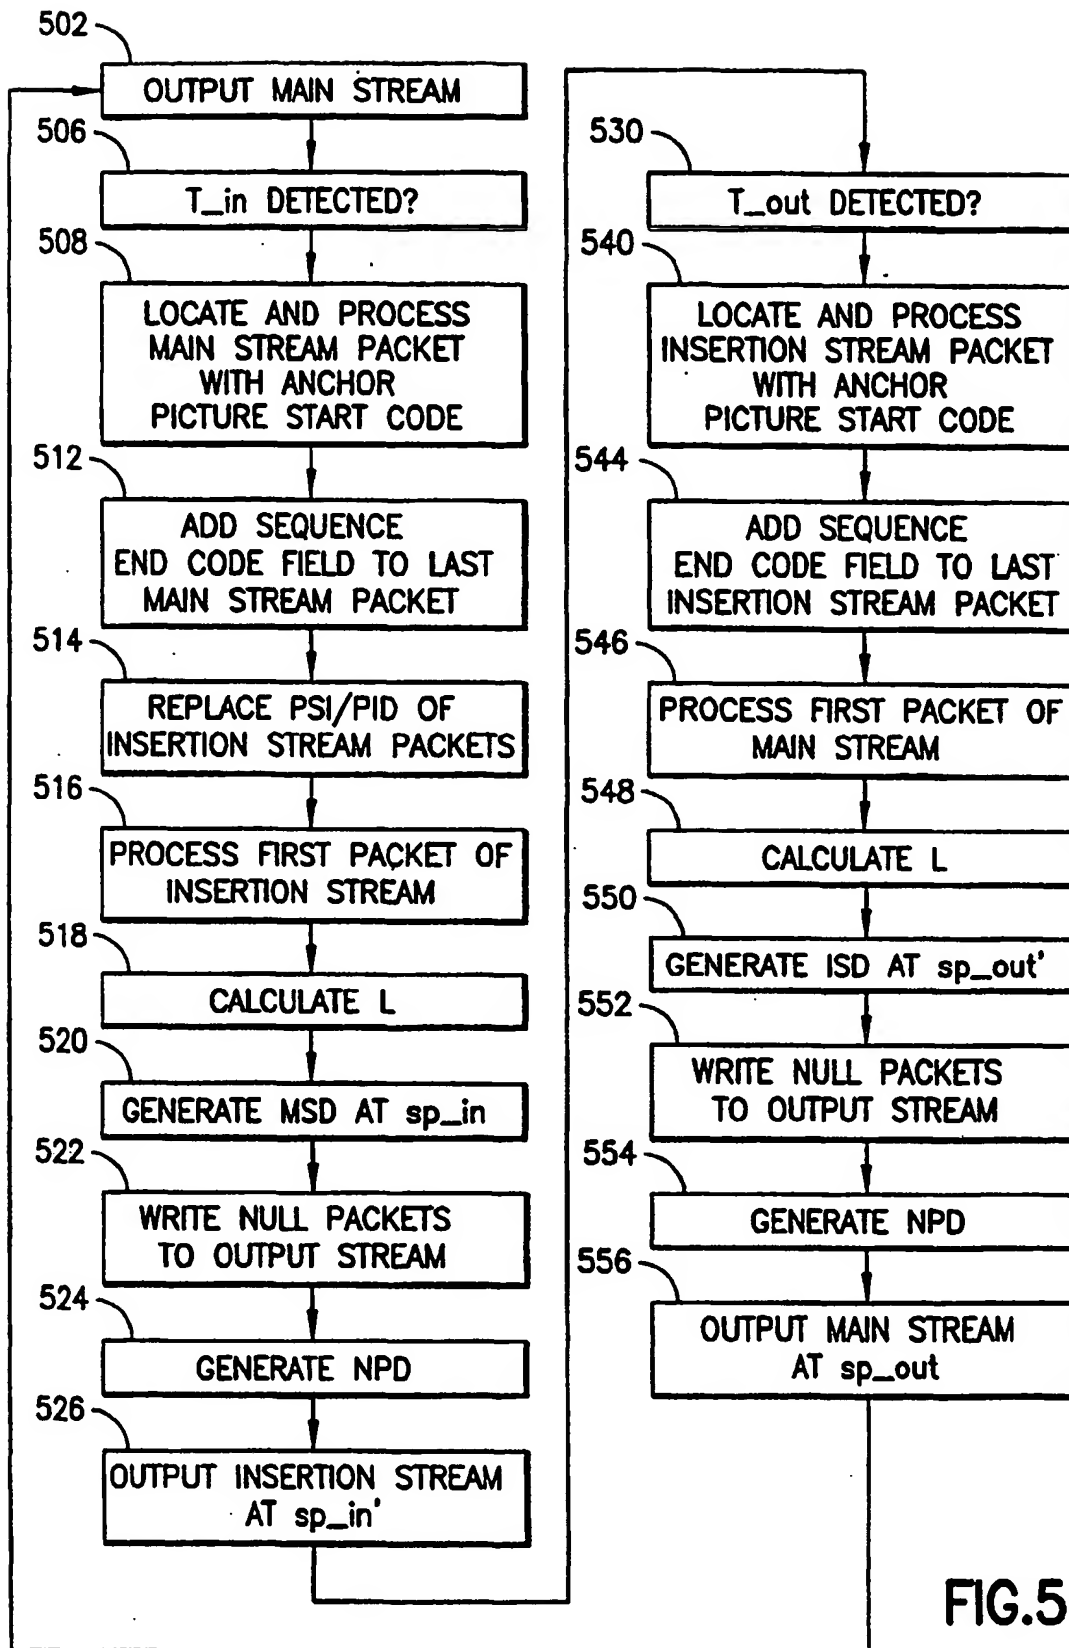 502
OUTPUT MAIN STREAM
506
T_in DETECTED?
508
LOCATE AND PROCESS
MAIN STREAM PACKET
WITH ANCHOR
PICTURE START CODE
512
ADD SEQUENCE
END CODE FIELD TO LAST
MAIN STREAM PACKET
514
REPLACE PSI/PID OF
INSERTION STREAM PACKETS
516
PROCESS FIRST PACKET OF
INSERTION STREAM
518
CALCULATE L
520
GENERATE MSD AT sp_in
522
WRITE NULL PACKETS
TO OUTPUT STREAM
524
GENERATE NPD
526
OUTPUT INSERTION STREAM
AT sp_in'
530
T_out DETECTED?
540
LOCATE AND PROCESS
INSERTION STREAM PACKET
WITH ANCHOR
PICTURE START CODE
544
ADD SEQUENCE
END CODE FIELD TO LAST
INSERTION STREAM PACKET
546
PROCESS FIRST PACKET OF
MAIN STREAM
548
CALCULATE L
550
GENERATE ISD AT sp_out'
552
WRITE NULL PACKETS
TO OUTPUT STREAM
554
GENERATE NPD
556
OUTPUT MAIN STREAM
AT sp_out
FIG.5